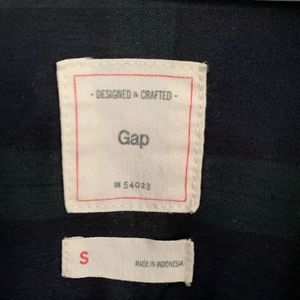 - DESIGNED & CRAFTED -
Gap
RN 54023
S
MADE IN INDONESIA